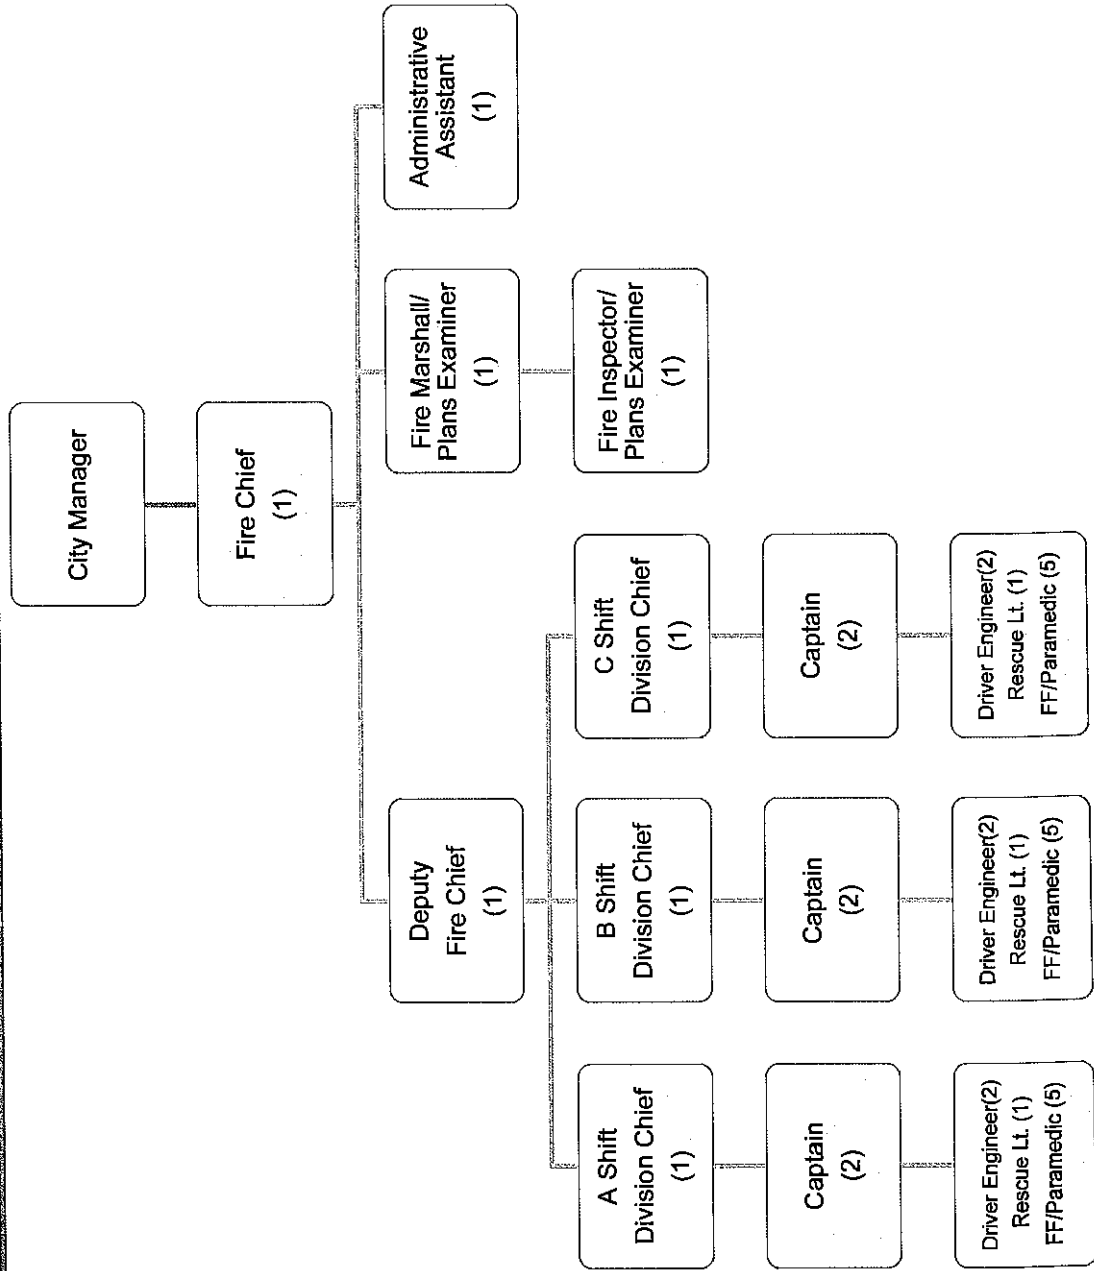 City Manager
Fire Chief
(1)
Deputy
Fire Chief
(1)
Fire Marshall/
Plans Examiner
(1)
Administrative
Assistant
(1)
A Shift
Division Chief
(1)
B Shift
Division Chief
(1)
C Shift
Division Chief
(1)
Fire Inspector/
Plans Examiner
(1)
Captain
(2)
Captain
(2)
Captain
(2)
Driver Engineer(2)
Rescue Lt. (1)
FF/Paramedic (5)
Driver Engineer(2)
Rescue Lt. (1)
FF/Paramedic (5)
Driver Engineer(2)
Rescue Lt. (1)
FF/Paramedic (5)